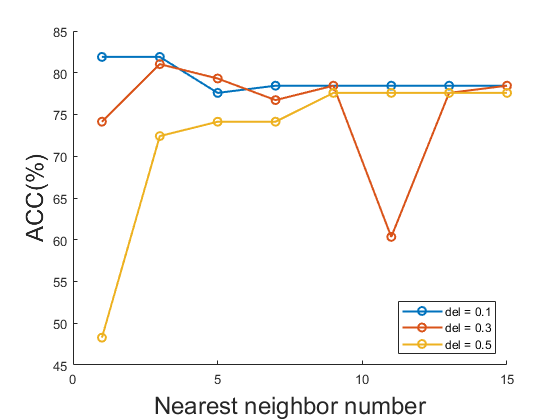 85
80
75
70
65
60
55
50
45
ACC(%)
0
5
10
15
Nearest neighbor number
del = 0.1
del = 0.3
del = 0.5